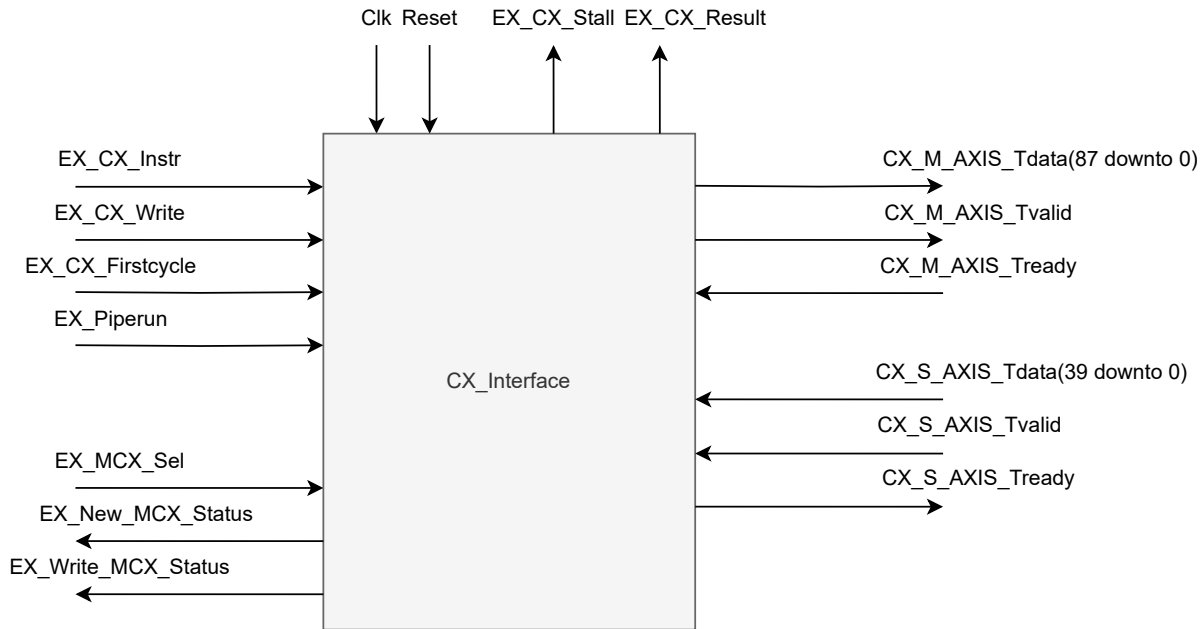 Clk Reset EX_CX_Stall EX_CX_Result
EX_CX_Instr
EX_CX_Write
EX_CX_Firstcycle
EX_Piperun
EX_MCX_Sel
EX_New_MCX_Status
EX_Write_MCX_Status
CX_Interface
CX_M_AXIS_Tdata(87 downto 0)
CX_M_AXIS_Tvalid
CX_M_AXIS_Tready
CX_S_AXIS_Tdata(39 downto 0)
CX_S_AXIS_Tvalid
CX_S_AXIS_Tready